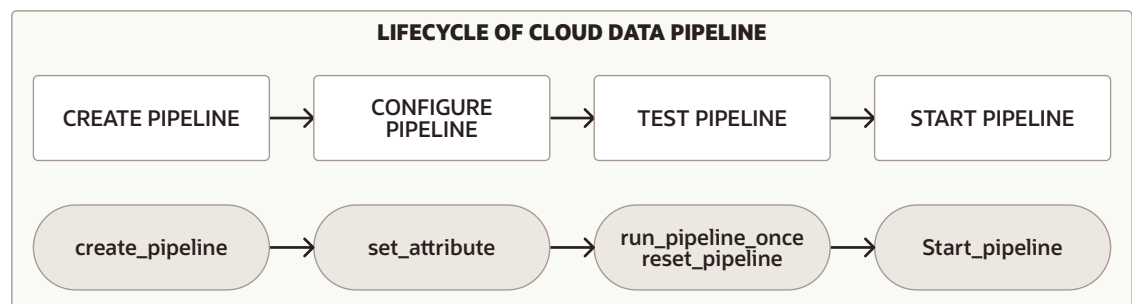 LIFECYCLE OF CLOUD DATA PIPELINE
CREATE PIPELINE
CONFIGURE
PIPELINE
TEST PIPELINE
START PIPELINE
create_pipeline
set_attribute
run_pipeline_once
reset_pipeline
Start_pipeline